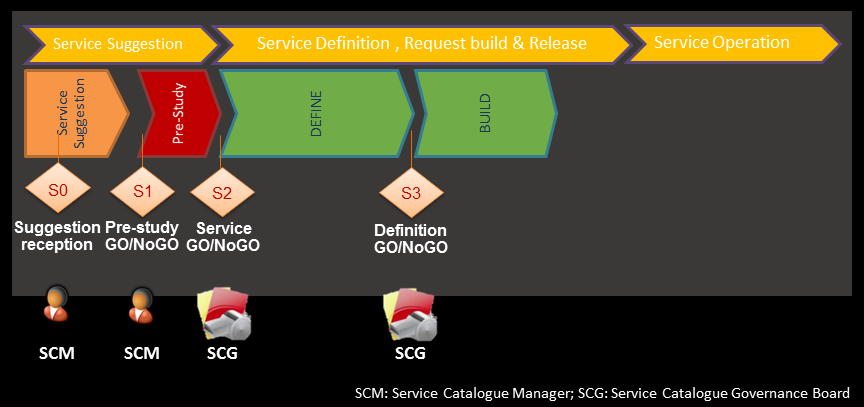 Service Suggestion
Service Definition , Request build & Release
Service Operation
Service
Suggestion
Pre-Study
DEFINE
BUILD
S0
S1
S2
S3
Suggestion
reception
Pre-study
GO/NoGO
Service
GO/NoGO
Definition
GO/NoGO
SCM
SCM
SCG
SCG
SCM: Service Catalogue Manager; SCG: Service Catalogue Governance Board